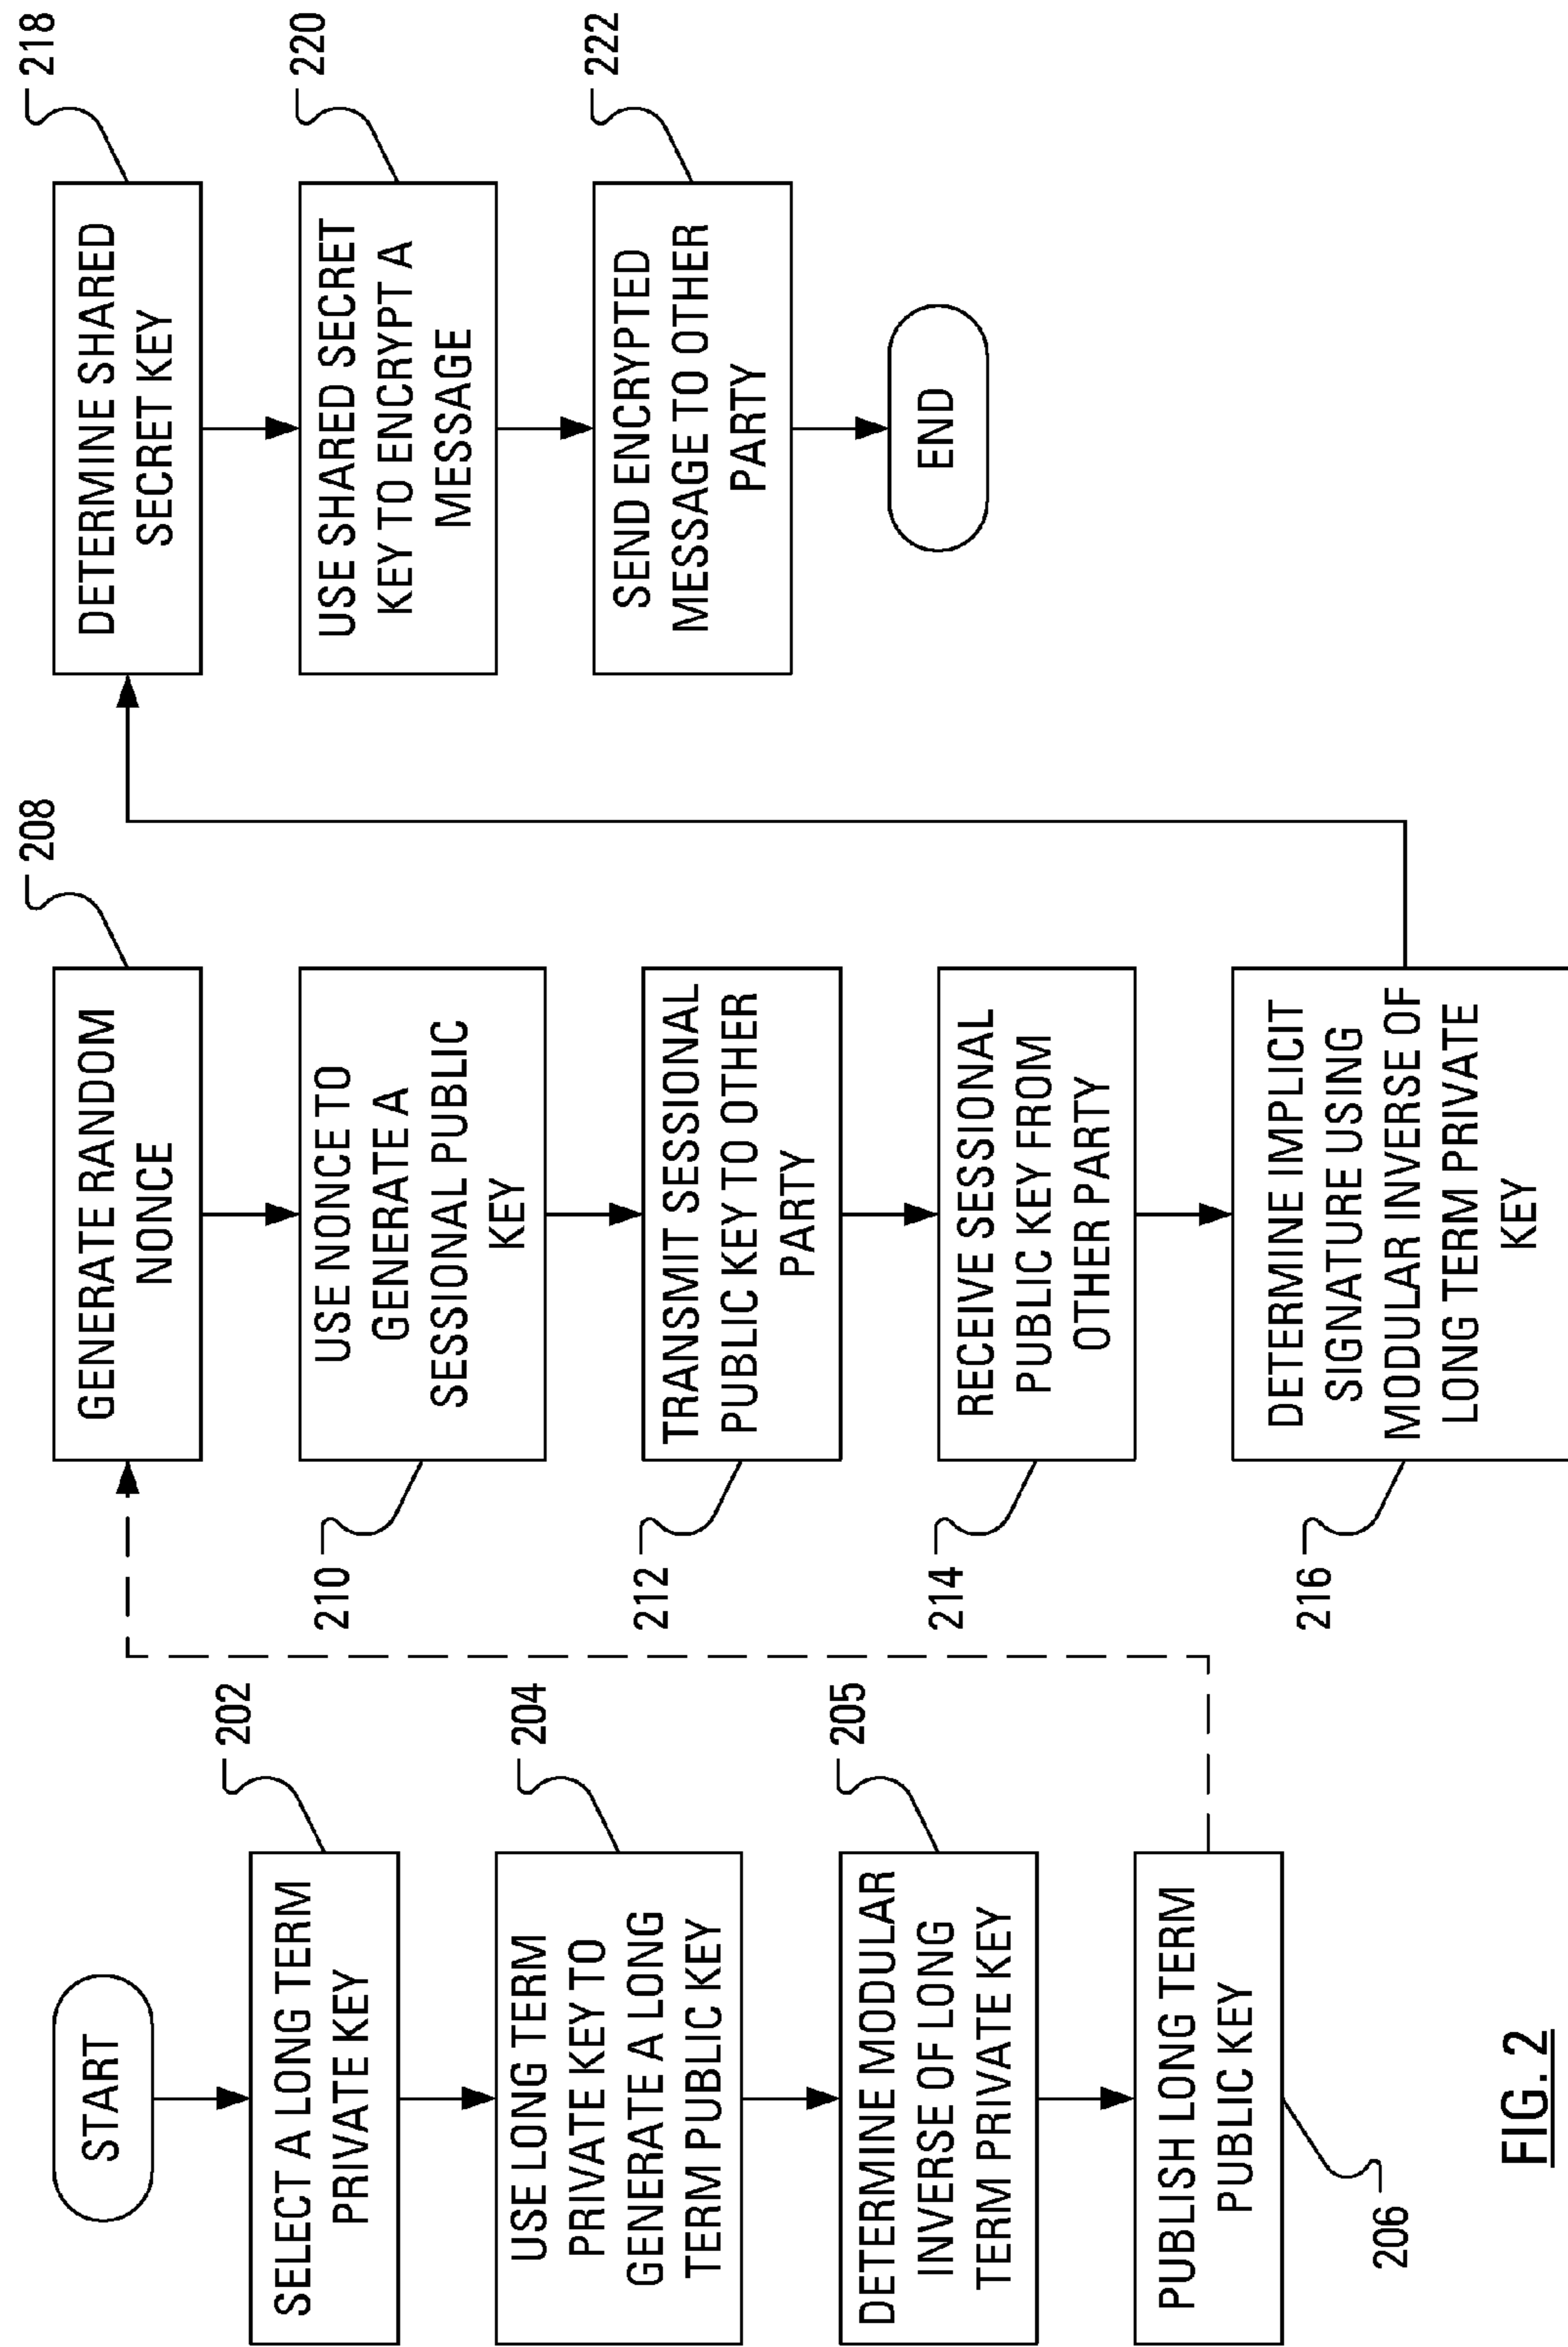 START
SELECT A LONG TERM
PRIVATE KEY
202
USE LONG TERM
PRIVATE KEY TO
GENERATE A LONG
TERM PUBLIC KEY
204
DETERMINE MODULAR
INVERSE OF LONG
TERM PRIVATE KEY
205
PUBLISH LONG TERM
PUBLIC KEY
206
GENERATE RANDOM
NONCE
208
USE NONCE TO
GENERATE A
SESSIONAL PUBLIC
KEY
210
TRANSMIT SESSIONAL
PUBLIC KEY TO OTHER
PARTY
212
RECEIVE SESSIONAL
PUBLIC KEY FROM
OTHER PARTY
214
DETERMINE IMPLICIT
SIGNATURE USING
MODULAR INVERSE OF
LONG TERM PRIVATE
KEY
216
DETERMINE SHARED
SECRET KEY
218
USE SHARED SECRET
KEY TO ENCRYPT A
MESSAGE
220
SEND ENCRYPTED
MESSAGE TO OTHER
PARTY
222
END
FIG. 2